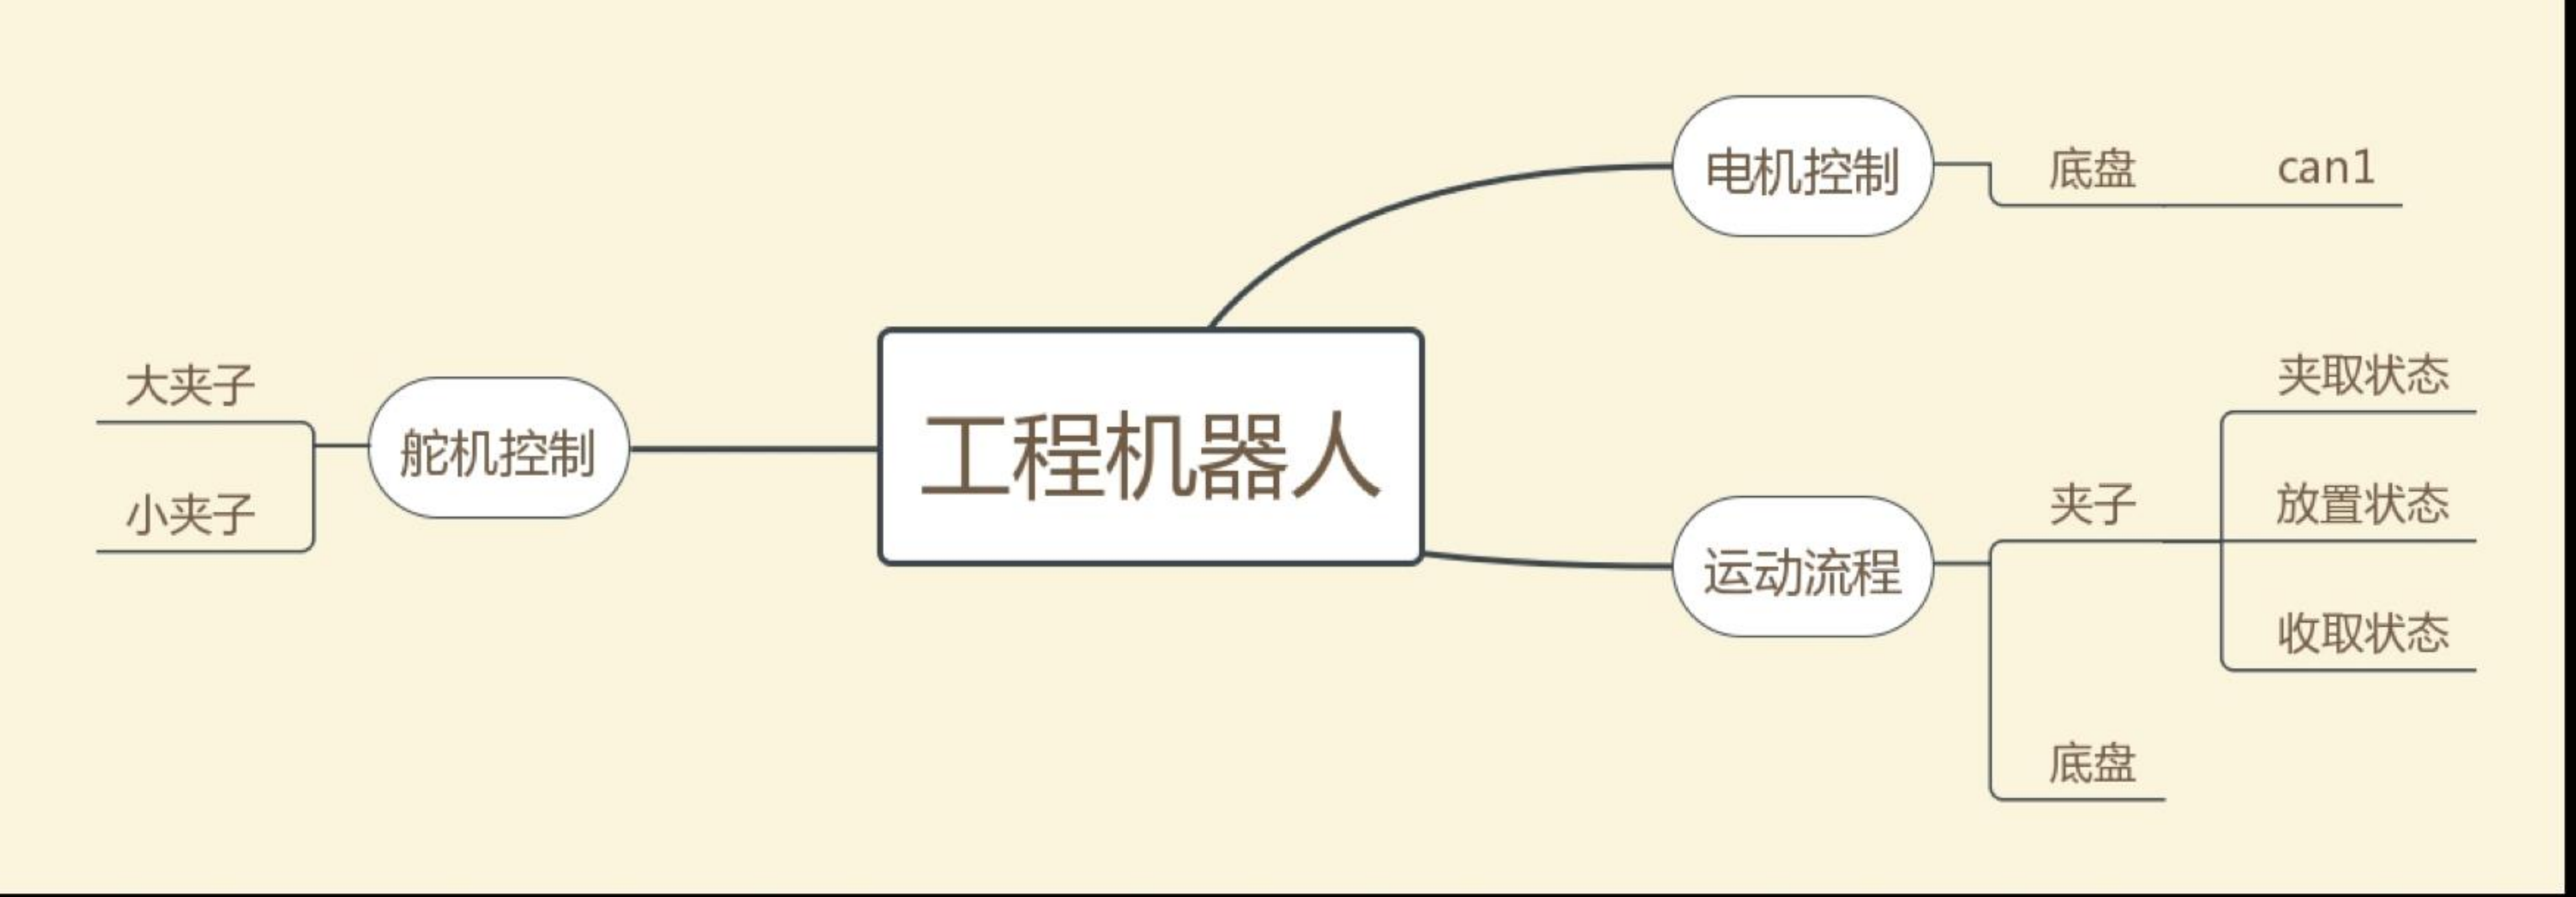 工程机器人
电机控制
底盘
can1
运动流程
夹子
夹取状态
放置状态
收取状态
底盘
舵机控制
大夹子
小夹子